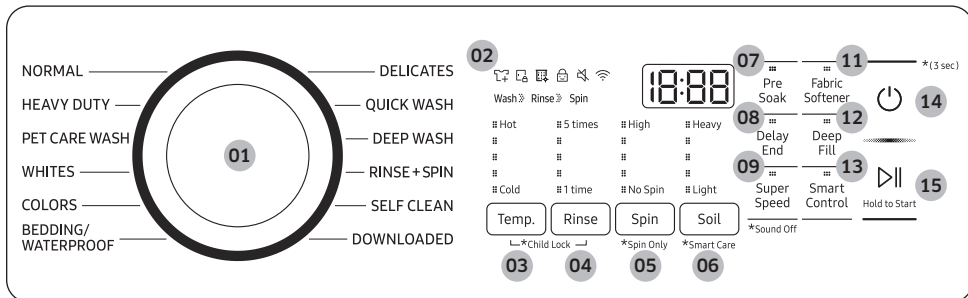 NORMAL
HEAVY DUTY
PET CARE WASH
WHITES
COLORS
BEDDING/
WATERPROOF
01
DELICATES
QUICK WASH
DEEP WASH
RINSE+SPIN
SELF CLEAN
DOWNLOADED
02
Wash Rinse Spin
18:88
Hot 5 times High Heavy
Cold 1 time No Spin Light
Temp. Rinse Spin Soil
*Child Lock *Spin Only *Smart Care
03 04 05 06
07 11
Pre
Soak
Fabric
Softener
08 12
Delay
End
Deep
Fill
09 13
Super
Speed
Smart
Control
*Sound Off
*(3 sec)
14
15
Hold to Start